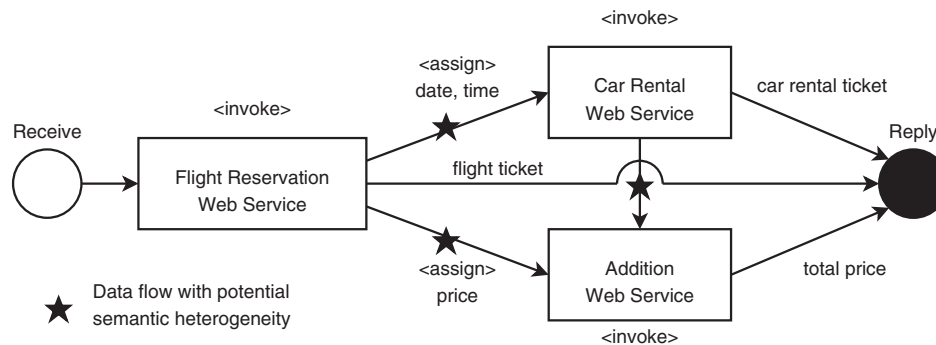 <invoke>
<assign>
date, time
Car Rental
Web Service
car rental ticket
<invoke>
Receive
Reply
Flight Reservation
Web Service
flight ticket
<assign>
price
Addition
Web Service
total price
<invoke>
Data flow with potential
semantic heterogeneity